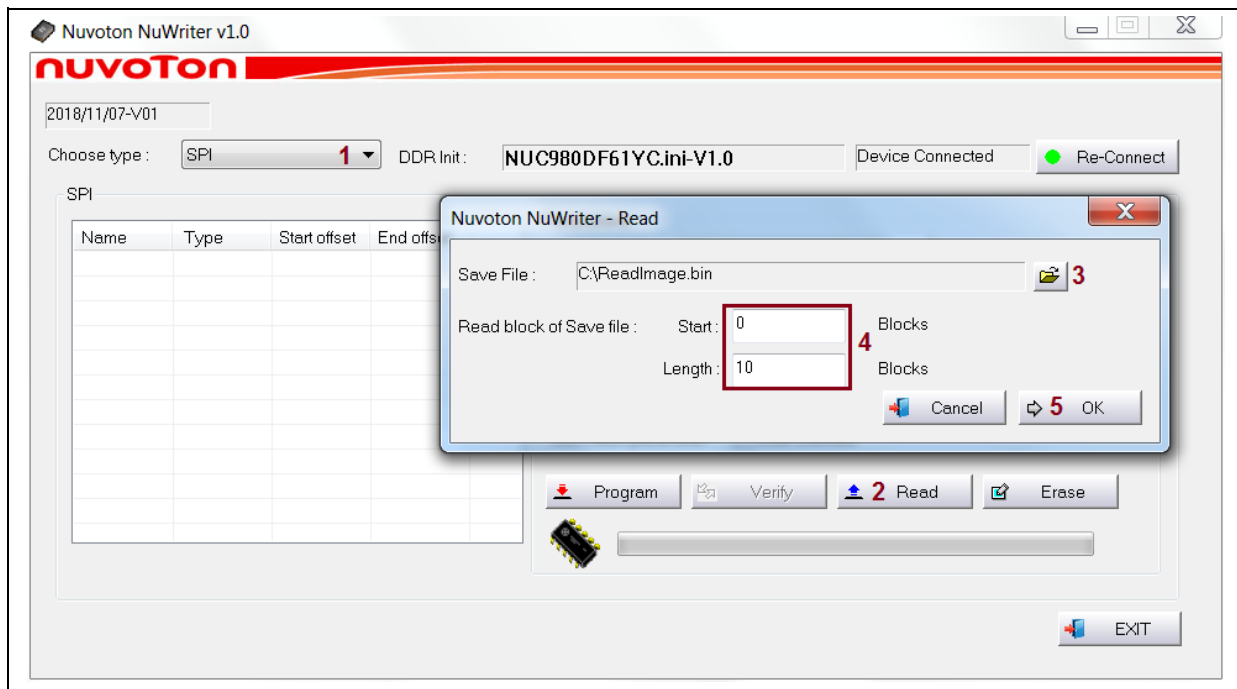 Nuvoton NuWriter v1.0
nuvoTon
2018/11/07-V01
Choose type : SPI 1 DDR Init : NUC980DF61YC.ini-V1.0 Device Connected Re-Connect
SPI
Nuvoton NuWriter - Read
Name Type Start offset End offs
Save File : C:\ReadImage.bin 3
Read block of Save file : Start : 0 Blocks
4
Length : 10 Blocks
Cancel 5 OK
Program Verify 2 Read Erase
EXIT